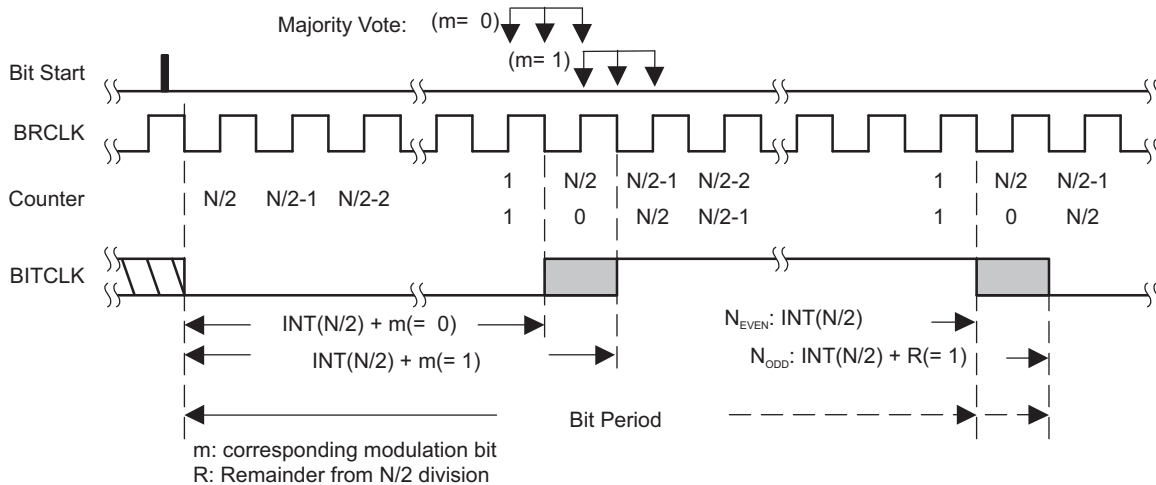 Majority Vote: (m= 0)
(m= 1)
Bit Start
BRCLK
Counter
N/2 N/2-1 N/2-2 1 N/2 N/2-1 N/2-2 1 N/2 N/2-1
1 0 N/2 N/2-1 1 0 N/2
BITCLK
INT(N/2) + m(= 0)
NEVEN: INT(N/2)
INT(N/2) + m(= 1)
NODD: INT(N/2) + R(= 1)
Bit Period
m: corresponding modulation bit
R: Remainder from N/2 division